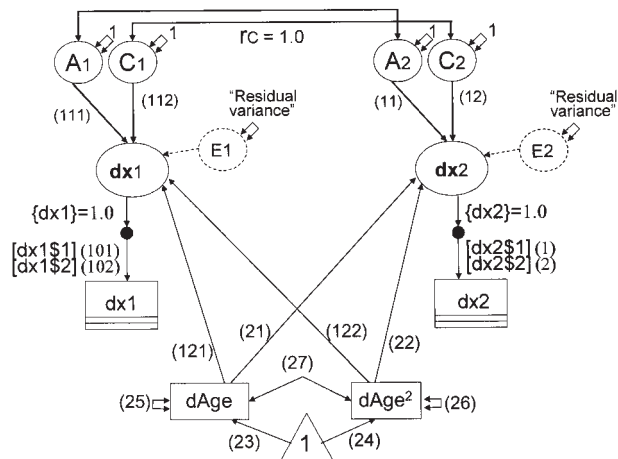 1 1 1 1
A1 C1 rC = 1.0 A2 C2
(111) (112) (11) (12)
"Residual variance" "Residual variance"
E1 E2
dx1 dx2
{dx1}=1.0 {dx2}=1.0
[dx1$1] (101) [dx2$1] (1)
[dx1$2] (102) [dx2$2] (2)
dx1 dx2
(121) (21) (122) (22)
(27)
(25) dAge dAge² (26)
(23) 1 (24)